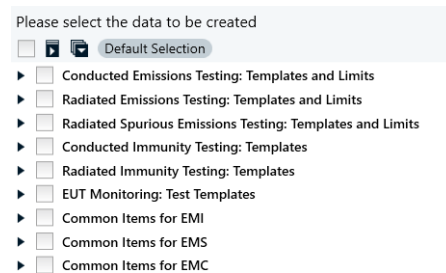 Please select the data to be created
Default Selection
Conducted Emissions Testing: Templates and Limits
Radiated Emissions Testing: Templates and Limits
Radiated Spurious Emissions Testing: Templates and Limits
Conducted Immunity Testing: Templates
Radiated Immunity Testing: Templates
EUT Monitoring: Test Templates
Common Items for EMI
Common Items for EMS
Common Items for EMC